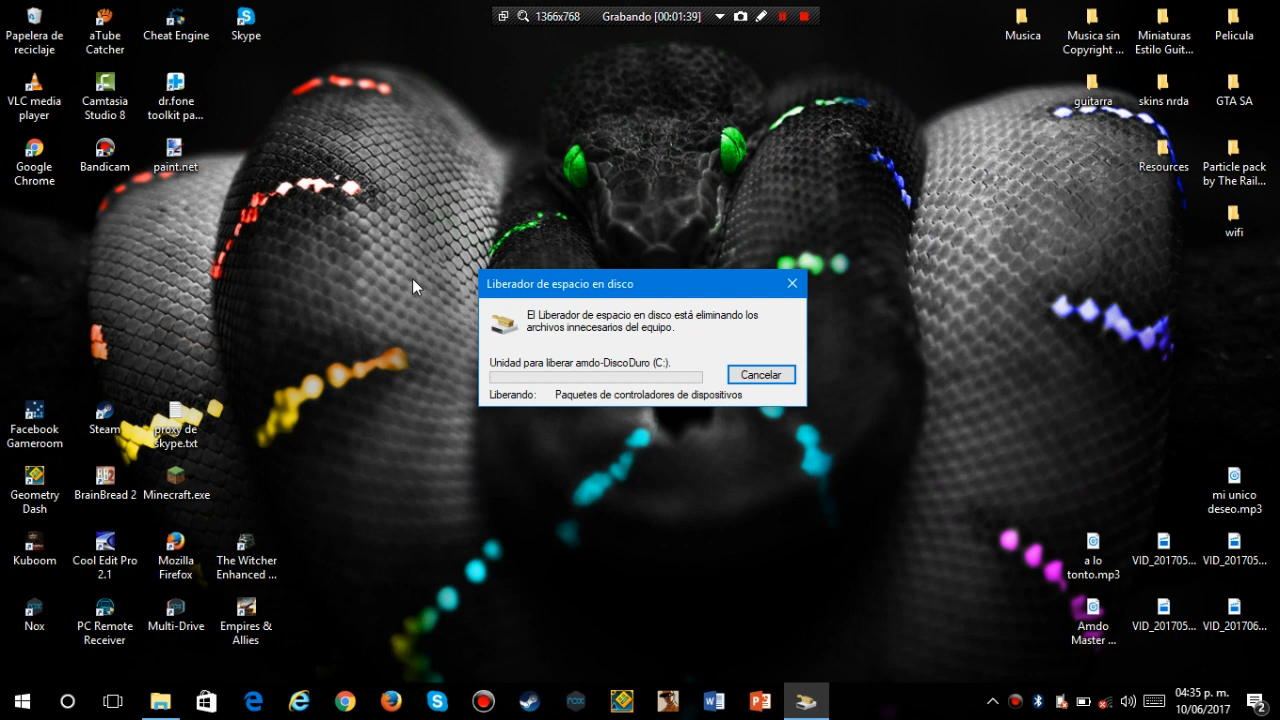 1366x768 Grabando [00:01:39]
Papelera de
reciclaje
aTube
Catcher
Cheat Engine
Skype
VLC media
player
Camtasia
Studio 8
dr.fone
toolkit pa...
Google
Chrome
Bandicam
paint.net
Musica
Musica sin
Copyright ...
Miniaturas
Estilo Guit...
Pelicula
guitarra
skins nrda
GTA SA
Resources
Particle pack
by The Rail...
wifi
Liberador de espacio en disco
El Liberador de espacio en disco está eliminando los
archivos innecesarios del equipo.
Unidad para liberar amdo-DiscoDuro (C:).
Cancelar
Liberando: Paquetes de controladores de dispositivos
Facebook
Gameroom
Steam
proxy de
skype.txt
Geometry
Dash
BrainBread 2
Minecraft.exe
Kuboom
Cool Edit Pro
2.1
Mozilla
Firefox
The Witcher
Enhanced ...
Nox
PC Remote
Receiver
Multi-Drive
Empires &
Allies
mi unico
deseo.mp3
a lo
tonto.mp3
VID_201705...
VID_201705...
Amdo
Master ...
VID_201705...
VID_201706...
04:35 p. m.
10/06/2017
2